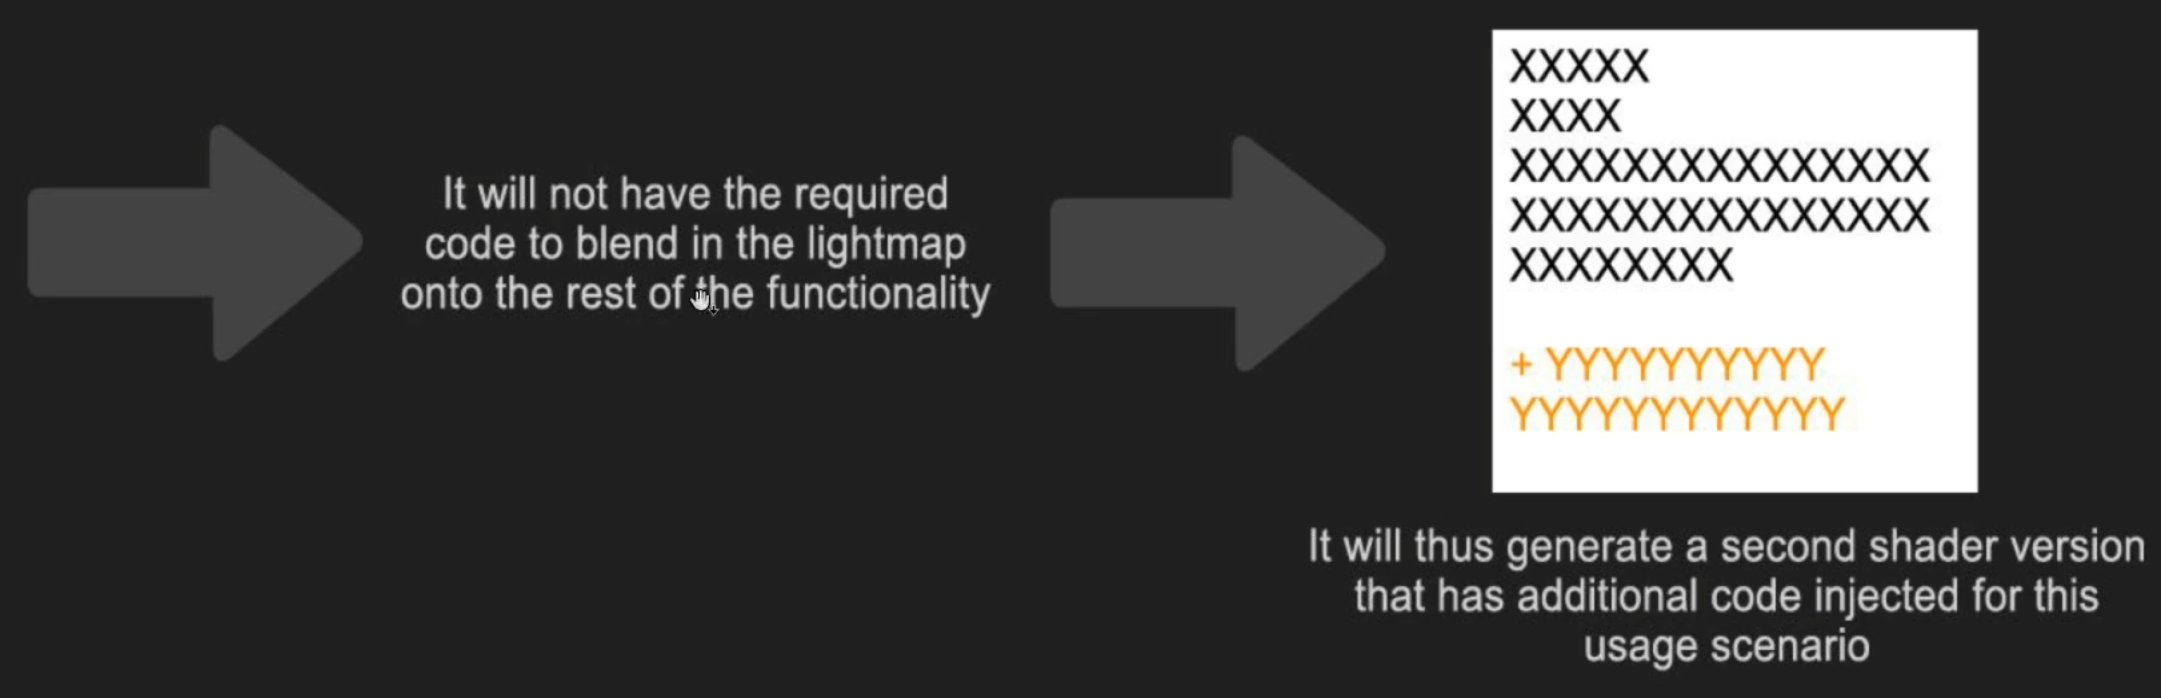 It will not have the required
code to blend in the lightmap
onto the rest of the functionality
XXXXX
XXXX
XXXXXXXXXXXXXXX
XXXXXXXXXXXXXXX
XXXXXXXX
+ YYYYYYYYYY
YYYYYYYYYYYY
It will thus generate a second shader version
that has additional code injected for this
usage scenario